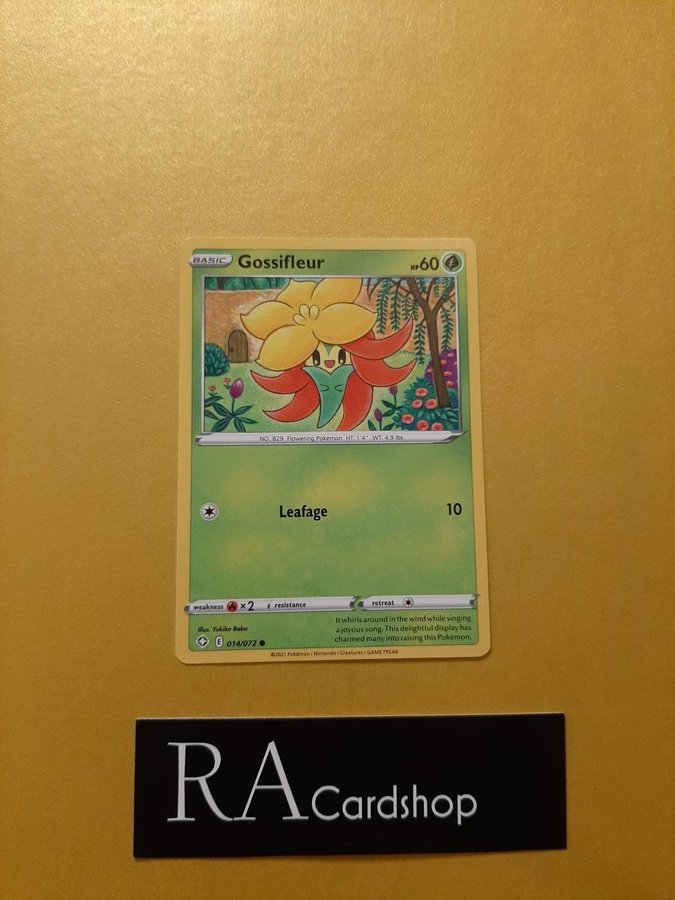 BASIC Gossifleur HP 60
NO. 829 Flowering Pokémon HT: 1'4" WT: 4.9 lbs.
Leafage 10
weakness ×2 resistance retreat
Illus. Yukiko Baba
It whirls around in the wind while singing
a joyous song. This delightful display has
charmed many into raising this Pokémon.
E 014/072
©2021 Pokémon / Nintendo / Creatures / GAME FREAK
RA Cardshop